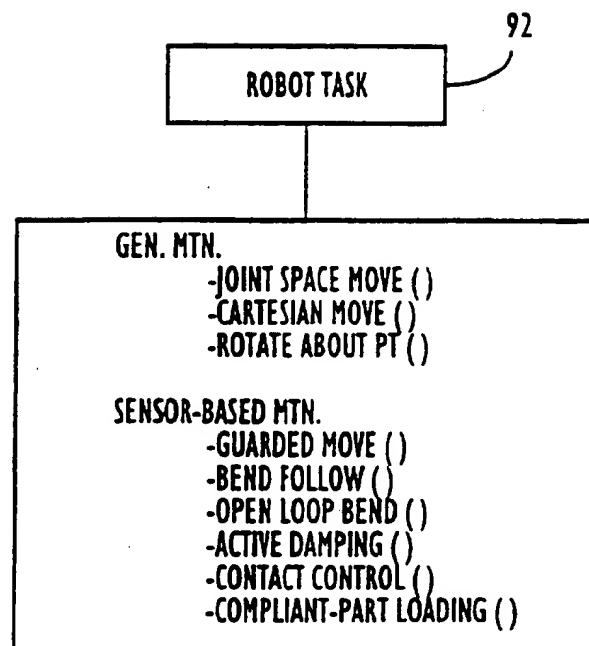 92
ROBOT TASK
GEN. MTN.
-JOINT SPACE MOVE ()
-CARTESIAN MOVE ()
-ROTATE ABOUT PT ()
SENSOR-BASED MTN.
-GUARDED MOVE ()
-BEND FOLLOW ()
-OPEN LOOP BEND ()
-ACTIVE DAMPING ()
-CONTACT CONTROL ()
-COMPLIANT-PART LOADING ()